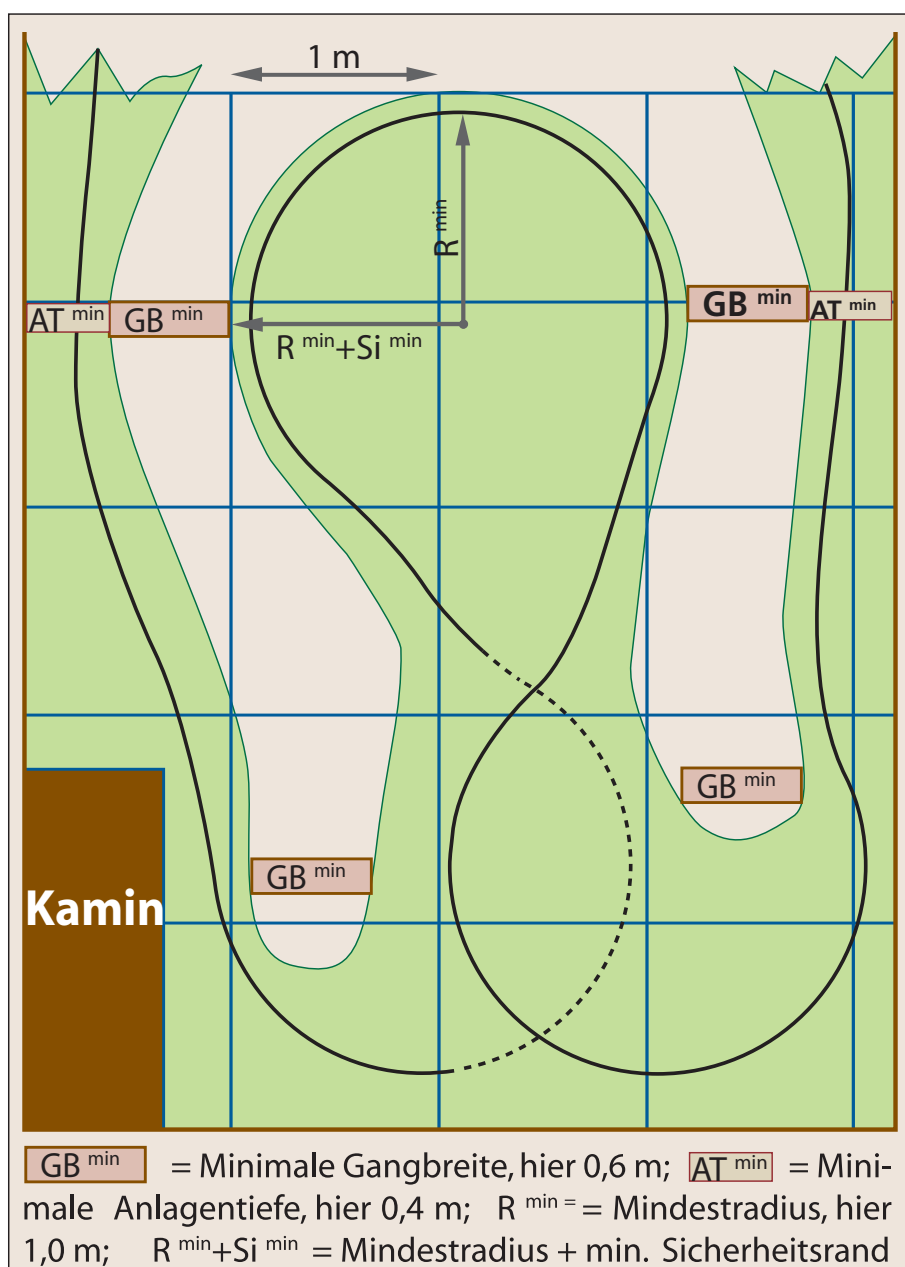 1 m
R min
AT min GB min
GB min AT min
R min+Si min
GB min
GB min
Kamin
GB min = Minimale Gangbreite, hier 0,6 m; AT min = Mini-
male Anlagentiefe, hier 0,4 m; R min = = Mindestradius, hier
1,0 m; R min+Si min = Mindestradius + min. Sicherheitsrand